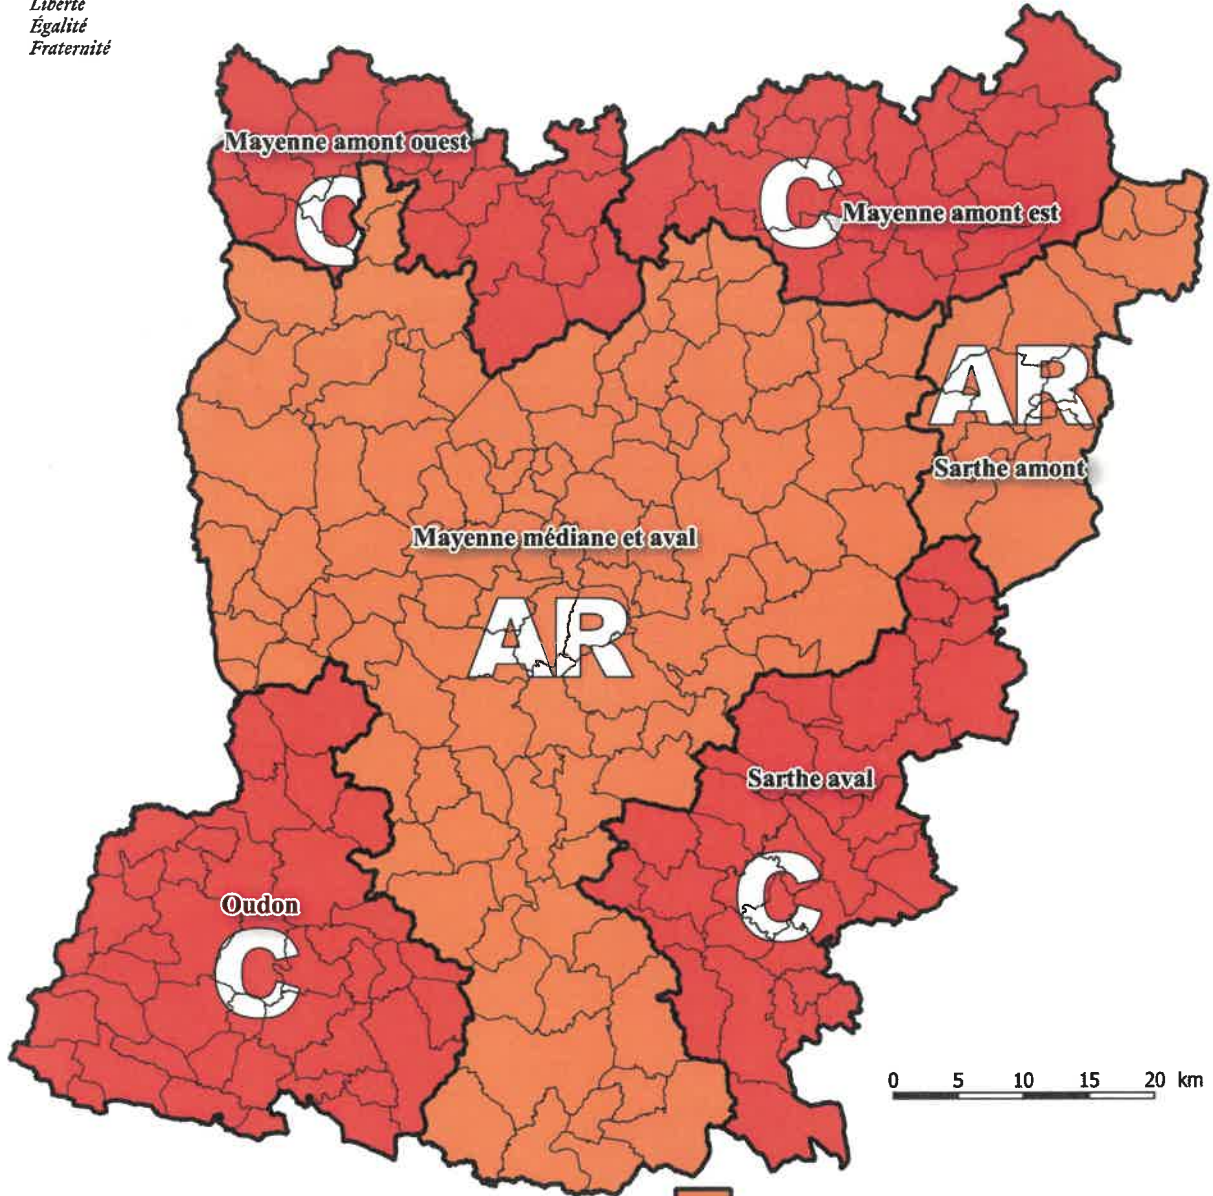 Liberté
Égalité
Fraternité
Mayenne amont ouest
C
C
Mayenne amont est
AR
Sarthe amont
Mayenne médiane et aval
AR
Sarthe aval
C
Oudon
C
0 5 10 15 20 km